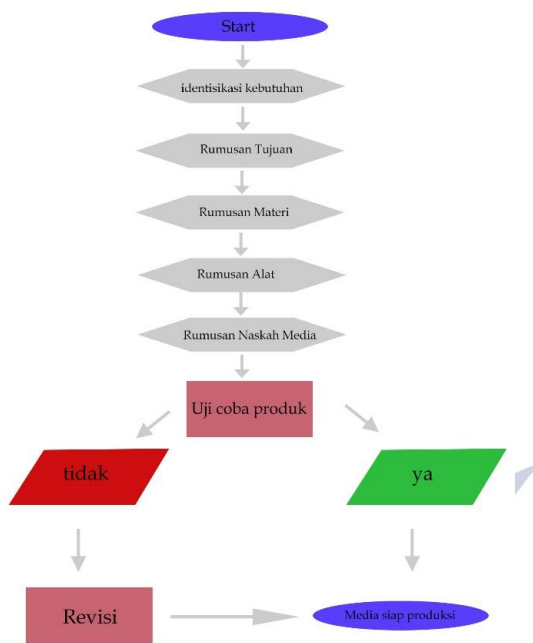 Start
identisikasi kebutuhan
Rumusan Tujuan
Rumusan Materi
Rumusan Alat
Rumusan Naskah Media
Uji coba produk
tidak
ya
Revisi
Media siap produksi